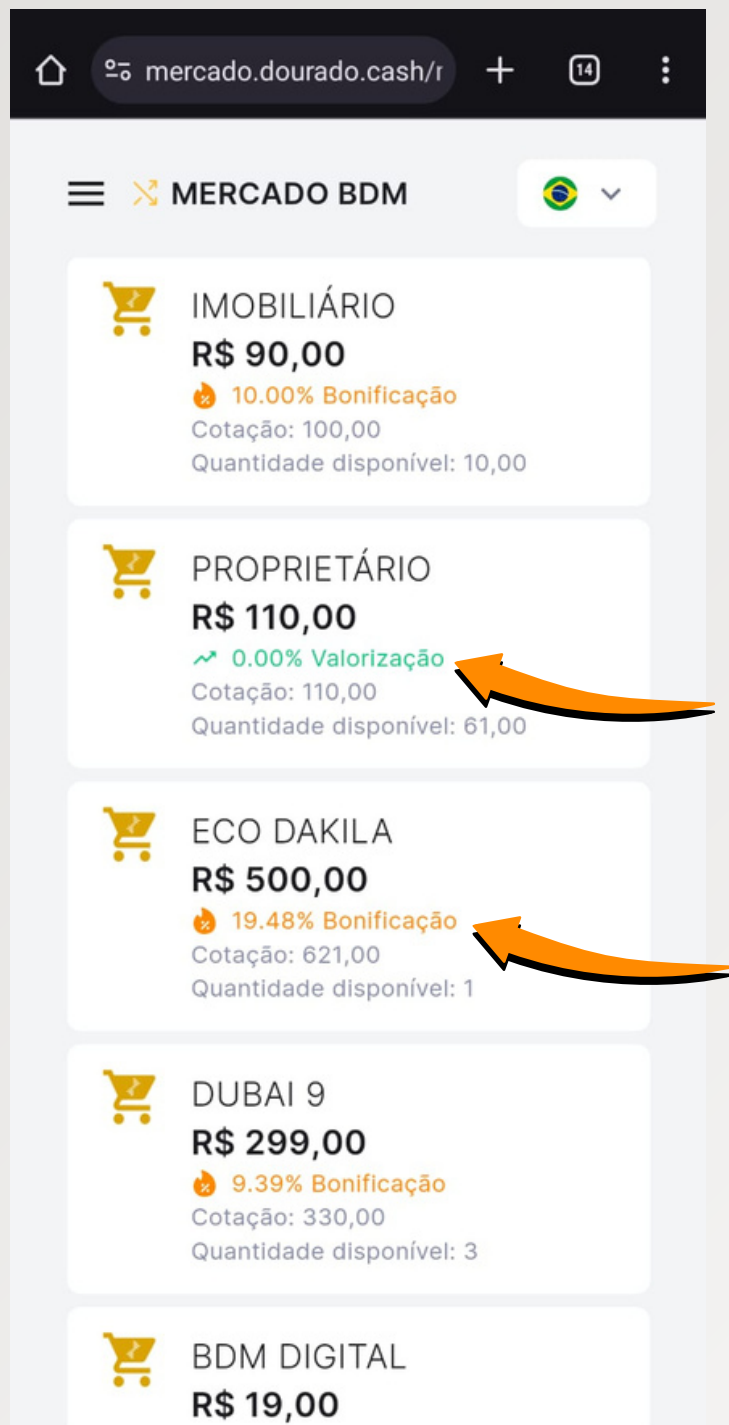 mercado.dourado.cash/r
14
MERCADO BDM
IMOBILIÁRIO
R$ 90,00
10.00% Bonificação
Cotação: 100,00
Quantidade disponível: 10,00
PROPRIETÁRIO
R$ 110,00
0.00% Valorização
Cotação: 110,00
Quantidade disponível: 61,00
ECO DAKILA
R$ 500,00
19.48% Bonificação
Cotação: 621,00
Quantidade disponível: 1
DUBAI 9
R$ 299,00
9.39% Bonificação
Cotação: 330,00
Quantidade disponível: 3
BDM DIGITAL
R$ 19,00